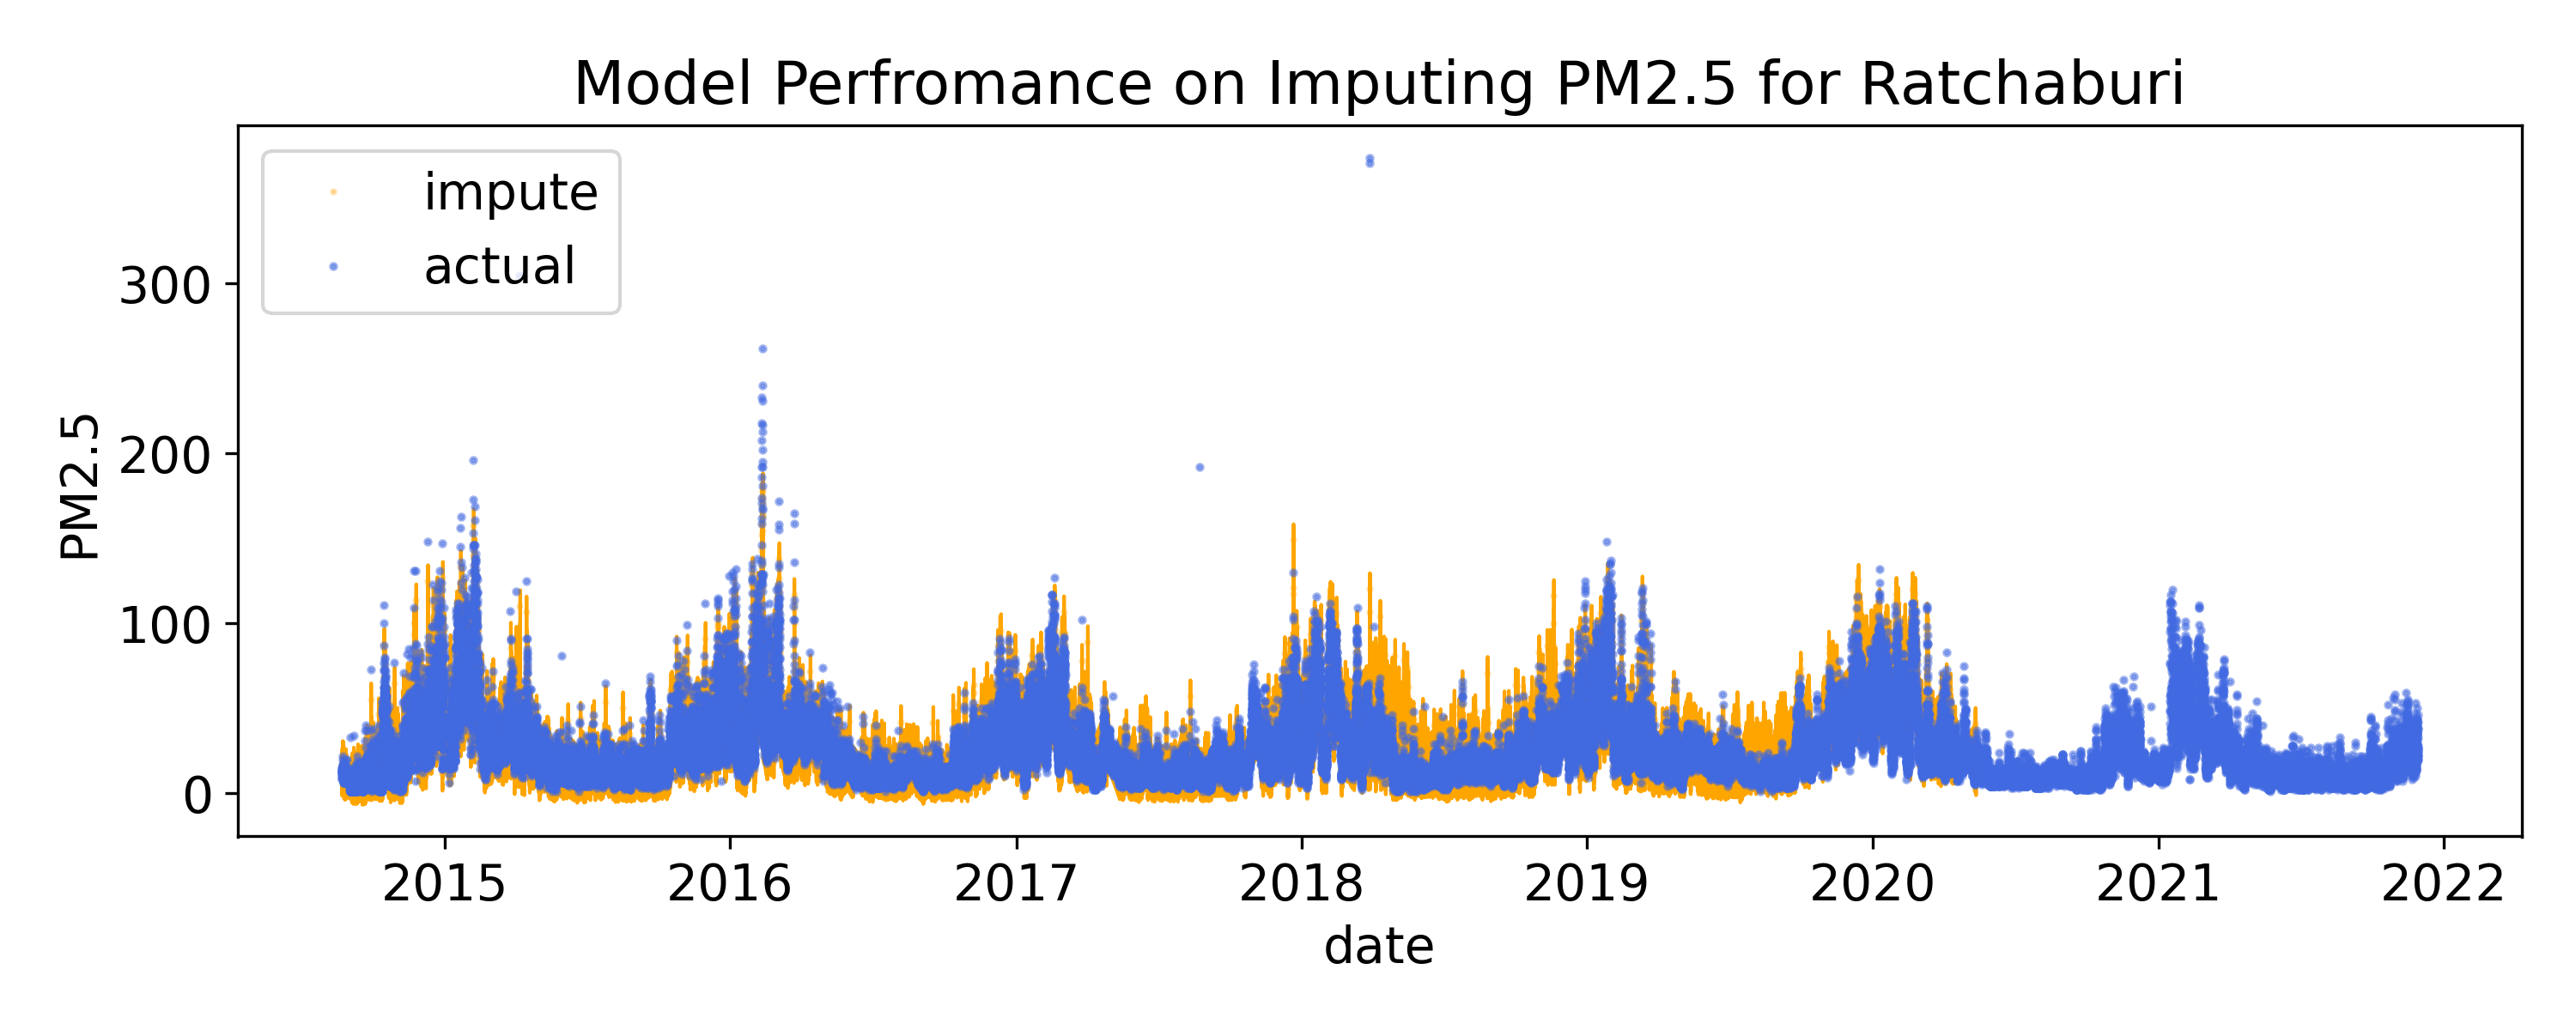 Model Perfromance on Imputing PM2.5 for Ratchaburi
impute
actual
300
200
100
0
PM2.5
2015 2016 2017 2018 2019 2020 2021 2022
date